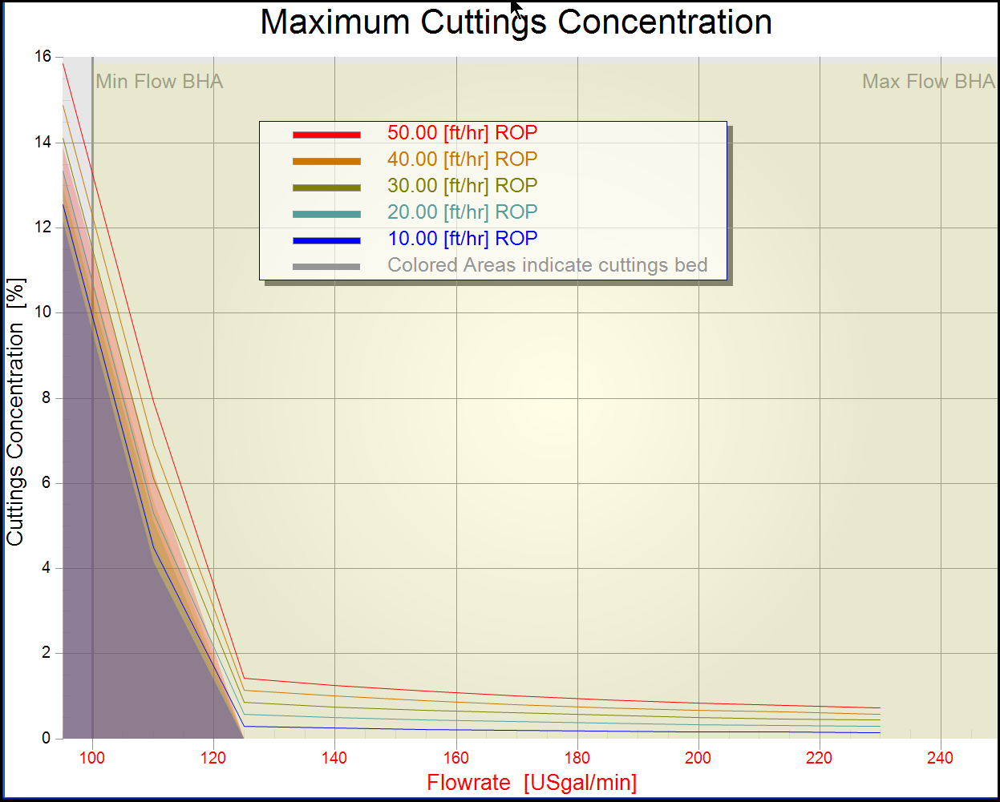 Maximum Cuttings Concentration
Min Flow BHA
Max Flow BHA
50.00 [ft/hr] ROP
40.00 [ft/hr] ROP
30.00 [ft/hr] ROP
20.00 [ft/hr] ROP
10.00 [ft/hr] ROP
Colored Areas indicate cuttings bed
Cuttings Concentration [%]
16
14
12
10
8
6
4
2
0
100 120 140 160 180 200 220 240
Flowrate [USgal/min]